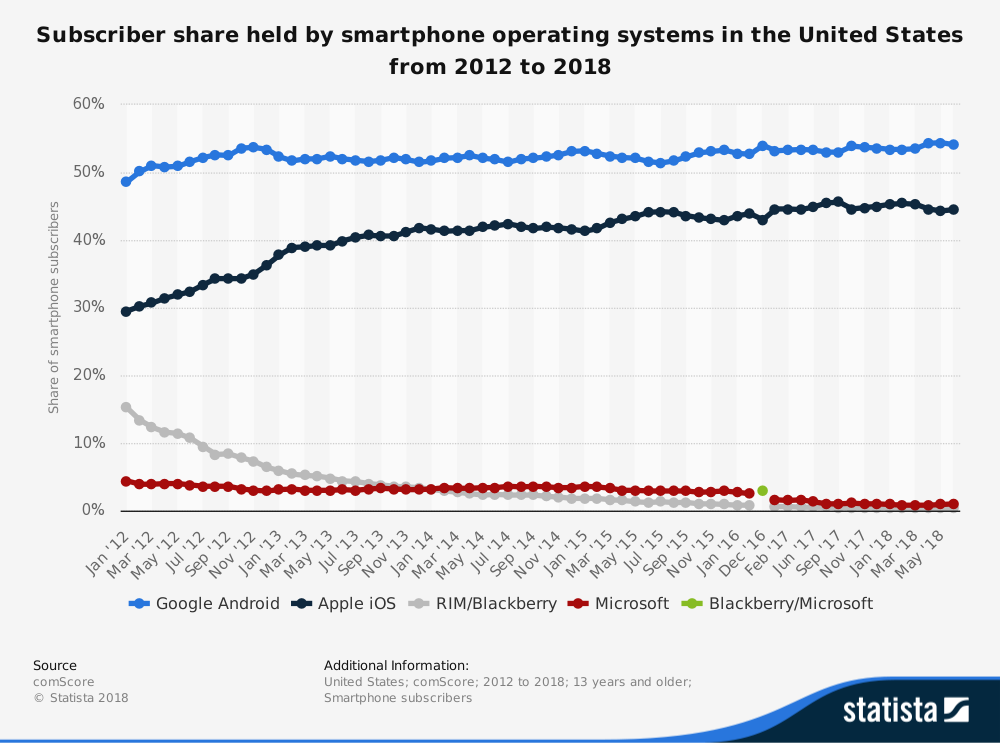 Subscriber share held by smartphone operating systems in the United States
from 2012 to 2018
Share of smartphone subscribers
60%
50%
40%
30%
20%
10%
0%
Jan '12
Mar '12
May '12
Jul '12
Sep '12
Nov '12
Jan '13
Mar '13
May '13
Jul '13
Sep '13
Nov '13
Jan '14
Mar '14
May '14
Jul '14
Sep '14
Nov '14
Jan '15
Mar '15
May '15
Jul '15
Sep '15
Nov '15
Jan '16
Dec '16
Feb '17
Jun '17
Sep '17
Nov '17
Jan '18
Mar '18
May '18
Google Android
Apple iOS
RIM/Blackberry
Microsoft
Blackberry/Microsoft
Source
comScore
© Statista 2018
Additional Information:
United States; comScore; 2012 to 2018; 13 years and older;
Smartphone subscribers
statista